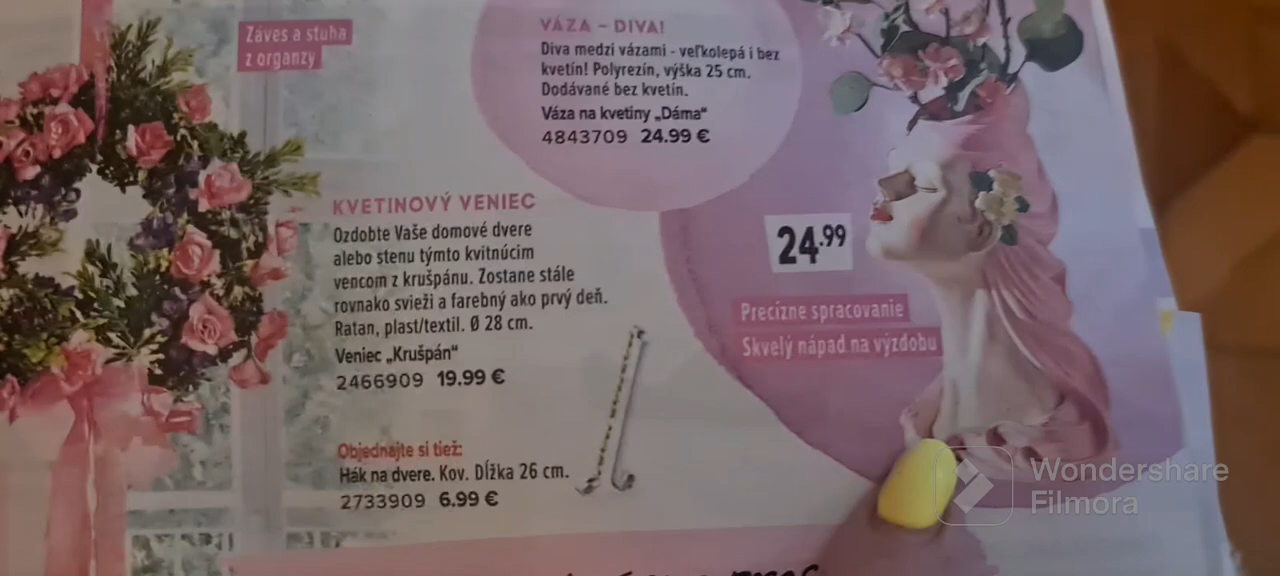 Záves a stuha
z organzy
VÁZA – DIVA!
Diva medzi vázami - veľkolepá i bez
kvetín! Polyrezín, výška 25 cm.
Dodávané bez kvetín.
Váza na kvetiny „Dáma“
4843709 24.99 €
KVETINOVÝ VENIEC
Ozdobte Vaše domové dvere
alebo stenu týmto kvitnúcim
vencom z krušpánu. Zostane stále
rovnako svieži a farebný ako prvý deň.
Ratan, plast/textil. Ø 28 cm.
Veniec „Krušpán“
2466909 19.99 €
Objednajte si tiež:
Hák na dvere. Kov. Dĺžka 26 cm.
2733909 6.99 €
24.99
Precízne spracovanie
Skvelý nápad na výzdobu
Wondershare
Filmora